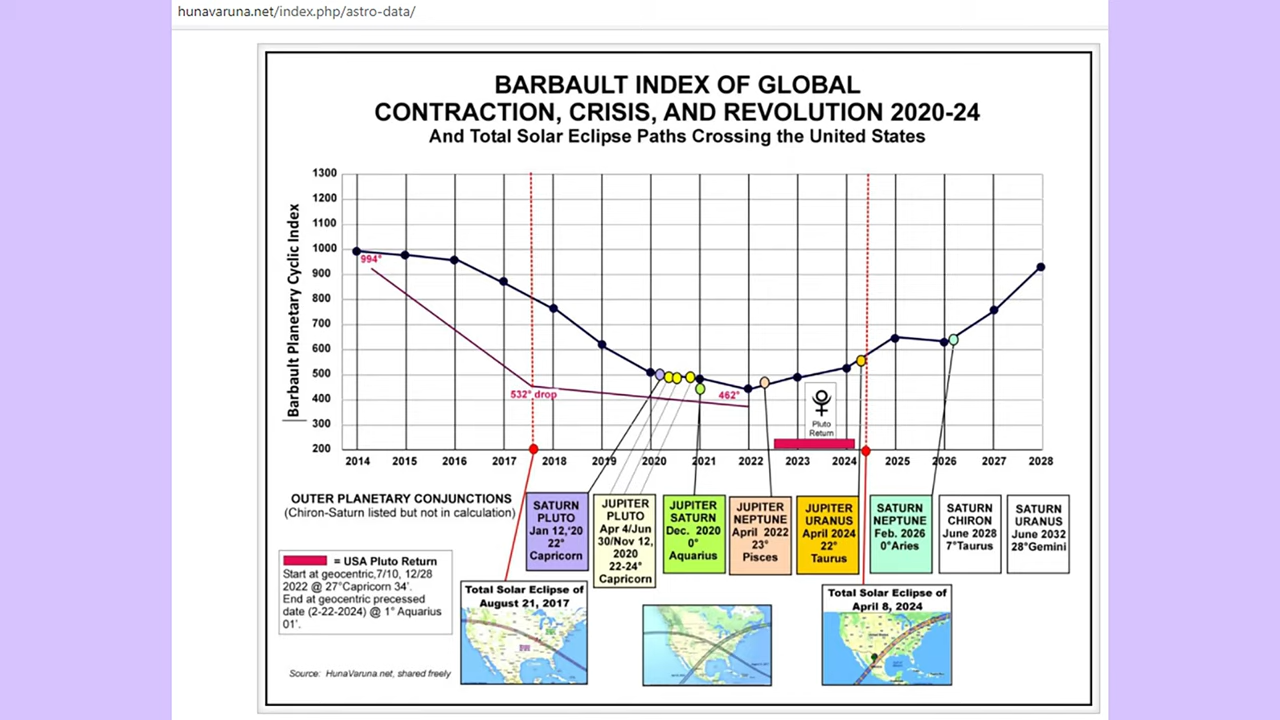 hunavaruna.net/index.php/astro-data/
BARBAULT INDEX OF GLOBAL
CONTRACTION, CRISIS, AND REVOLUTION 2020-24
And Total Solar Eclipse Paths Crossing the United States
Barbault Planetary Cyclic Index
1300
1200
1100
1000
900
800
700
600
500
400
300
200
994°
532° drop
462°
Pluto
Return
2014 2015 2016 2017 2018 2019 2020 2021 2022 2023 2024 2025 2026 2027 2028
OUTER PLANETARY CONJUNCTIONS
(Chiron-Saturn listed but not in calculation)
SATURN
PLUTO
Jan 12,'20
22°
Capricorn
JUPITER
PLUTO
Apr 4/Jun
30/Nov 12,
2020
22-24°
Capricorn
JUPITER
SATURN
Dec. 2020
0°
Aquarius
JUPITER
NEPTUNE
April 2022
23°
Pisces
JUPITER
URANUS
April 2024
22°
Taurus
SATURN
NEPTUNE
Feb. 2026
0°Aries
SATURN
CHIRON
June 2028
7°Taurus
SATURN
URANUS
June 2032
28°Gemini
= USA Pluto Return
Start at geocentric,7/10, 12/28
2022 @ 27°Capricorn 34'.
End at geocentric precessed
date (2-22-2024) @ 1° Aquarius
01'.
Total Solar Eclipse of
August 21, 2017
Total Solar Eclipse of
April 8, 2024
Source: HunaVaruna.net, shared freely